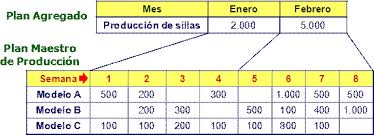 Plan Agregado
Mes Enero Febrero
Producción de sillas 2.000 5.000
Plan Maestro
de Producción
Semana 1 2 3 4 5 6 7 8
Modelo A 500 200 300 1.000 500 500
Modelo B 200 300 500 100 400 1.000
Modelo C 100 100 200 100 100 800 100